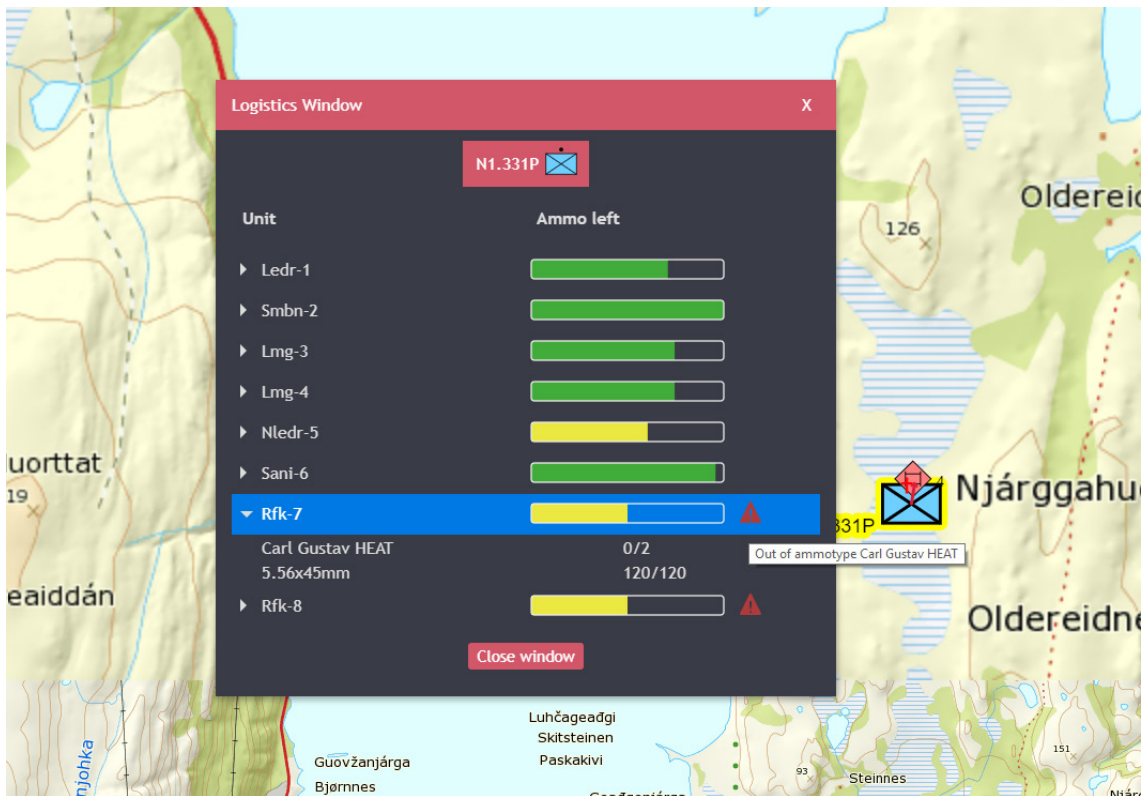 Logistics Window X
N1.331P
Unit Ammo left
Ledr-1
Smbn-2
Lmg-3
Lmg-4
Nledr-5
Sani-6
Rfk-7
Carl Gustav HEAT 0/2
5.56x45mm 120/120
Rfk-8
Close window
126
uorttat
19
Njárggahu
331P
Out of ammotype Carl Gustav HEAT
eaiddán
Oldereidne
Luhčageađgi
Skitsteinen
Paskakivi
Guovžanjárga
Bjørnnes
njohka
93
Steinnes
151